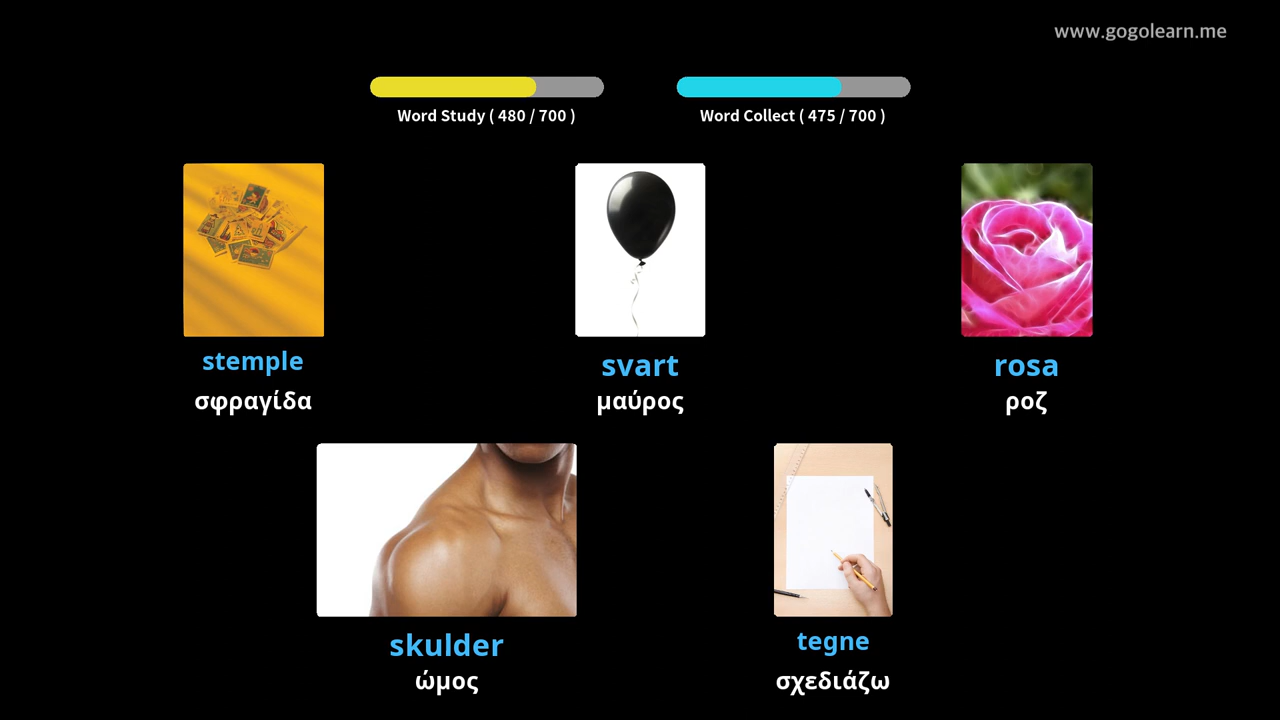 www.gogolearn.me
Word Study ( 480 / 700 )
Word Collect ( 475 / 700 )
stemple
σφραγίδα
svart
μαύρος
rosa
ροζ
skulder
ώμος
tegne
σχεδιάζω